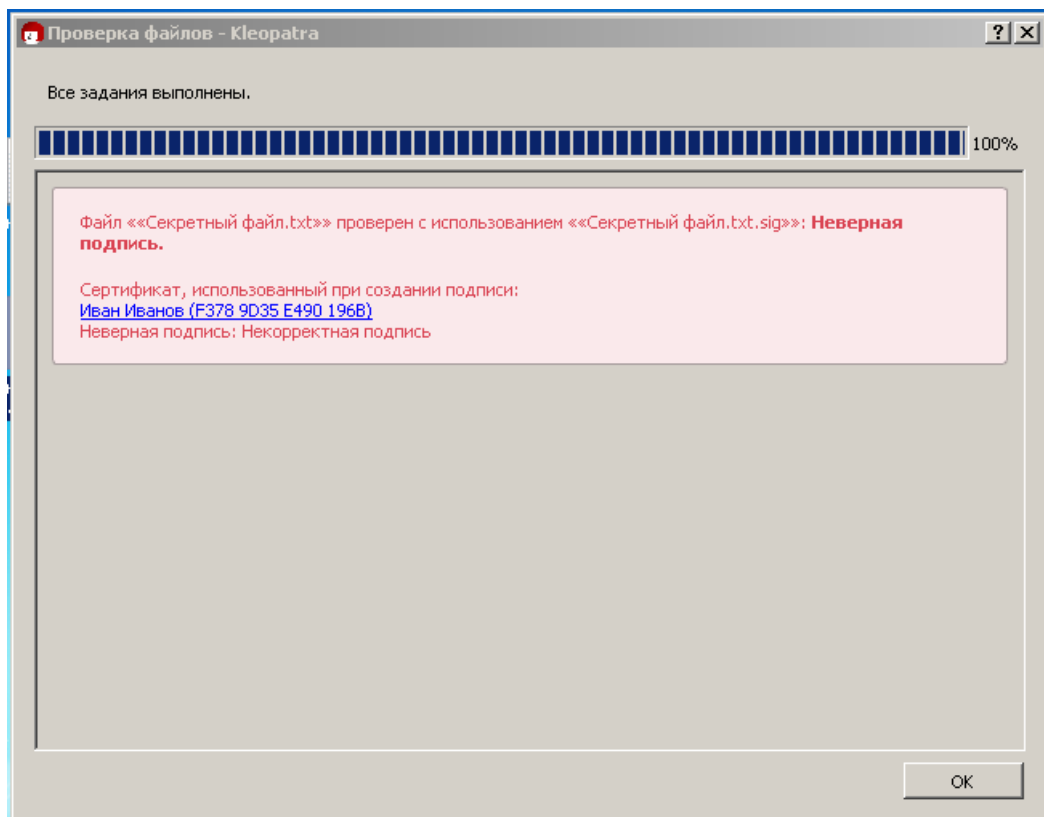 Проверка файлов - Kleopatra
Все задания выполнены.
100%
Файл ««Секретный файл.txt»» проверен с использованием ««Секретный файл.txt.sig»»: Неверная
подпись.
Сертификат, использованный при создании подписи:
Иван Иванов (F378 9D35 E490 196B)
Неверная подпись: Некорректная подпись
OK